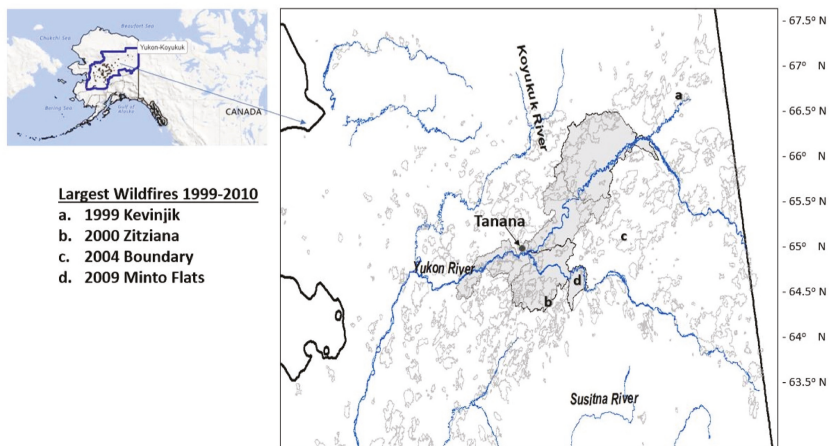 Beaufort Sea
Chukchi Sea
Yukon-Koyukuk
Bering Sea
Gulf of
Alaska
CANADA
Largest Wildfires 1999-2010
a. 1999 Kevinjik
b. 2000 Zitziana
c. 2004 Boundary
d. 2009 Minto Flats
Koyukuk River
a
Tanana
c
Yukon River
d
b
Susitna River
- 67.5° N
- 67° N
- 66.5° N
- 66° N
- 65.5° N
- 65° N
- 64.5° N
- 64° N
- 63.5° N